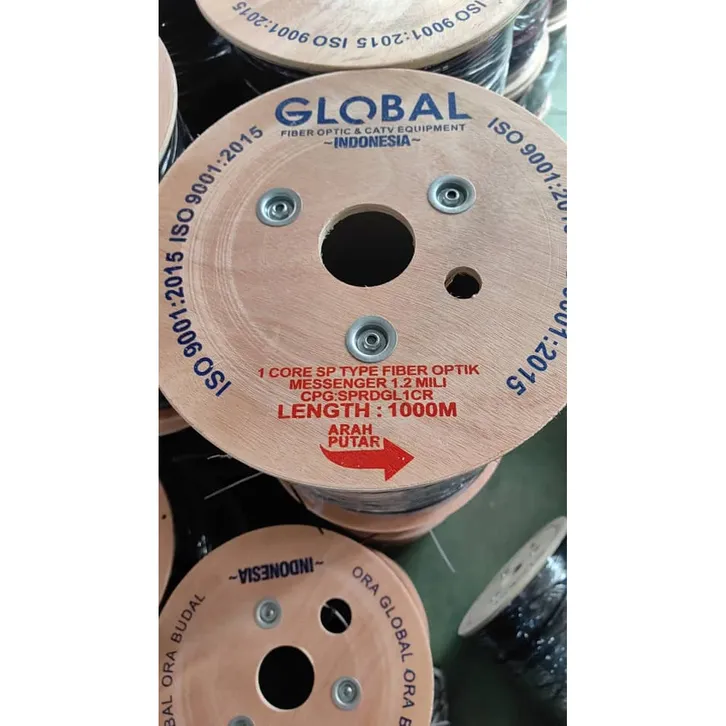 ISO 9001:2015 ISO 9001:2015
GLOBAL
FIBER OPTIC & CATV EQUIPMENT
~INDONESIA~
ISO 9001:2015 ISO 9001:2015
ISO 9001:2015
9001:2015
1 CORE SP TYPE FIBER OPTIK
MESSENGER 1.2 MILI
CPG:SPRDGL1CR
LENGTH : 1000M
ARAH
PUTAR
~INDONESIA~
ORA GLOBAL ORA BUDAL
ORA BUDAL